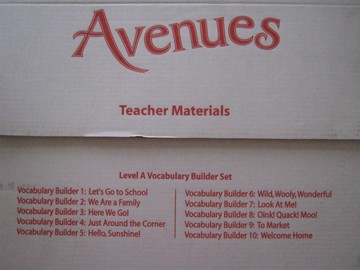 Avenues
Teacher Materials
Level A Vocabulary Builder Set
Vocabulary Builder 1: Let's Go to School
Vocabulary Builder 2: We Are a Family
Vocabulary Builder 3: Here We Go!
Vocabulary Builder 4: Just Around the Corner
Vocabulary Builder 5: Hello, Sunshine!
Vocabulary Builder 6: Wild, Wooly, Wonderful
Vocabulary Builder 7: Look At Me!
Vocabulary Builder 8: Oink! Quack! Moo!
Vocabulary Builder 9: To Market
Vocabulary Builder 10: Welcome Home